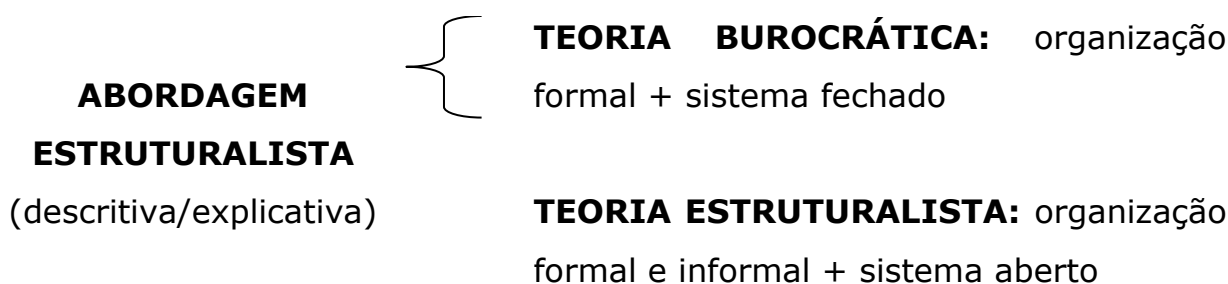 ABORDAGEM
ESTRUTURALISTA
(descritiva/explicativa)
TEORIA BUROCRÁTICA: organização
formal + sistema fechado
TEORIA ESTRUTURALISTA: organização
formal e informal + sistema aberto